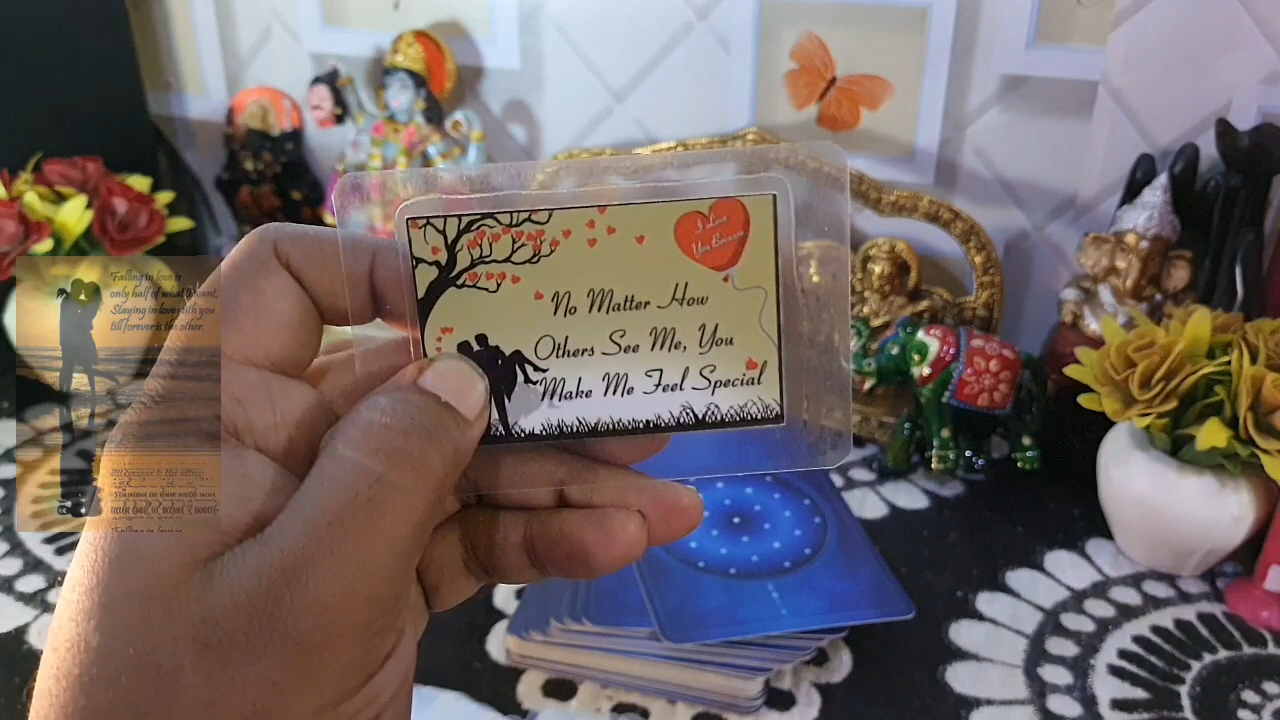 I Love
You Because
No Matter How
Others See Me, You
Make Me Feel Special
Falling in love is
only half of what I want,
Staying in love with you
till forever is the other.